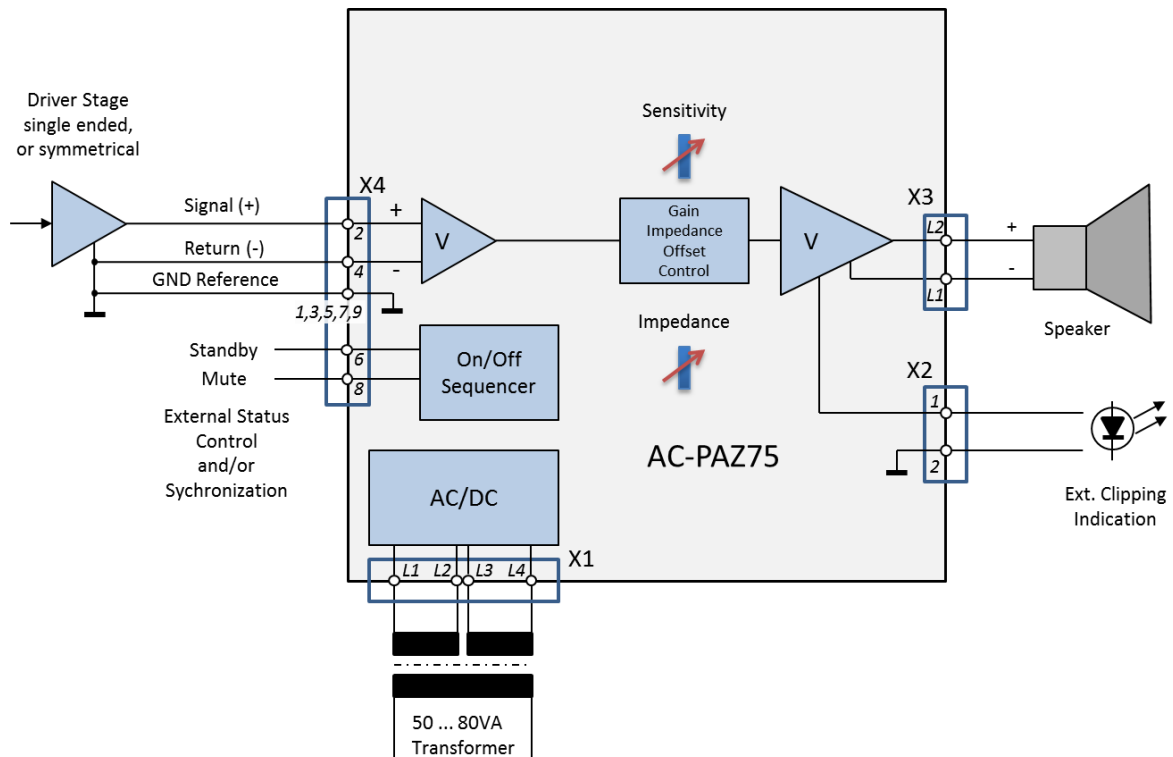 Driver Stage
single ended,
or symmetrical
Signal (+)
Return (-)
GND Reference
X4
2
4
1,3,5,7,9
6
8
+
-
V
Standby
Mute
On/Off
Sequencer
External Status
Control
and/or
Sychronization
Sensitivity
Gain
Impedance
Offset
Control
Impedance
V
X3
L2
L1
+
-
Speaker
X2
1
2
AC-PAZ75
Ext. Clipping
Indication
AC/DC
X1
L1 L2 L3 L4
50 ... 80VA
Transformer